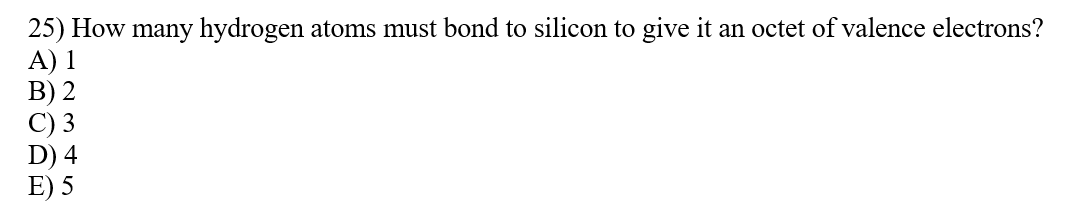 25) How many hydrogen atoms must bond to silicon to give it an octet of valence electrons?
A) 1
B) 2
C) 3
D) 4
E) 5